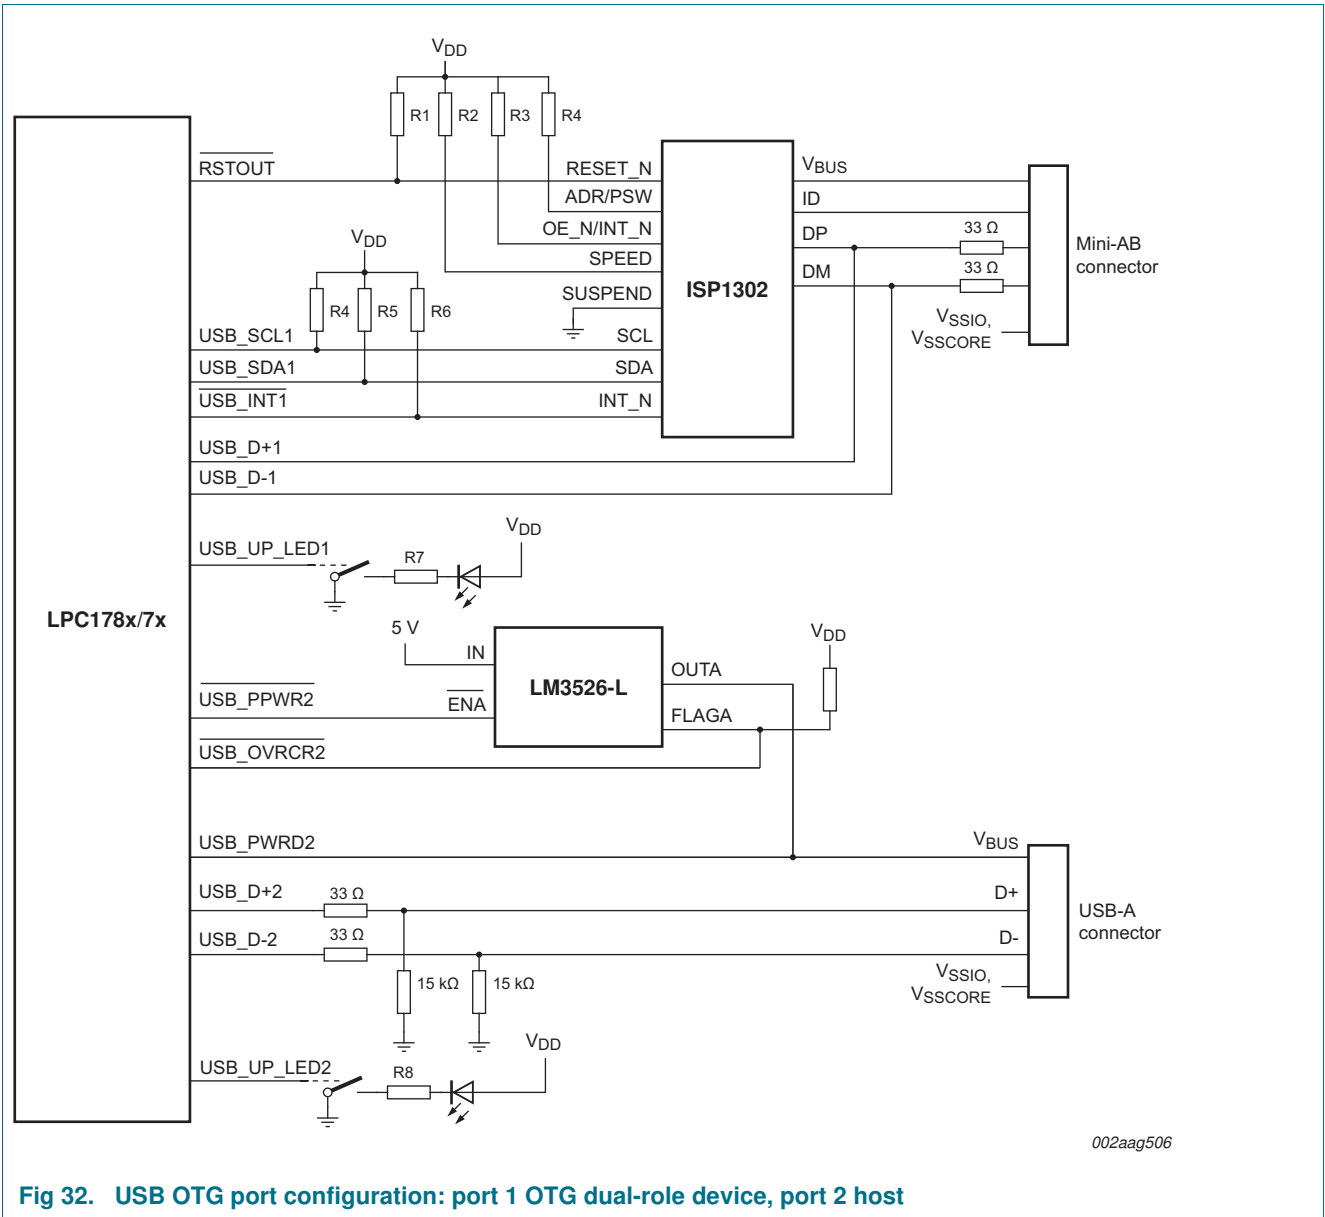 VDD
R1
R2
R3
R4
RSTOUT
RESET_N
ADR/PSW
OE_N/INT_N
SPEED
SUSPEND
VDD
R4
R5
R6
USB_SCL1
SCL
USB_SDA1
SDA
USB_INT1
INT_N
ISP1302
VBUS
ID
DP
33 Ω
DM
33 Ω
VSSIO,
VSSCORE
Mini-AB
connector
USB_D+1
USB_D-1
USB_UP_LED1
R7
VDD
LPC178x/7x
5 V
IN
LM3526-L
OUTA
VDD
USB_PPWR2
ENA
FLAGA
USB_OVRCR2
USB_PWRD2
VBUS
USB_D+2
33 Ω
D+
USB_D-2
33 Ω
D-
USB-A
connector
15 kΩ
15 kΩ
VSSIO,
VSSCORE
USB_UP_LED2
R8
VDD
002aag506
Fig 32. USB OTG port configuration: port 1 OTG dual-role device, port 2 host